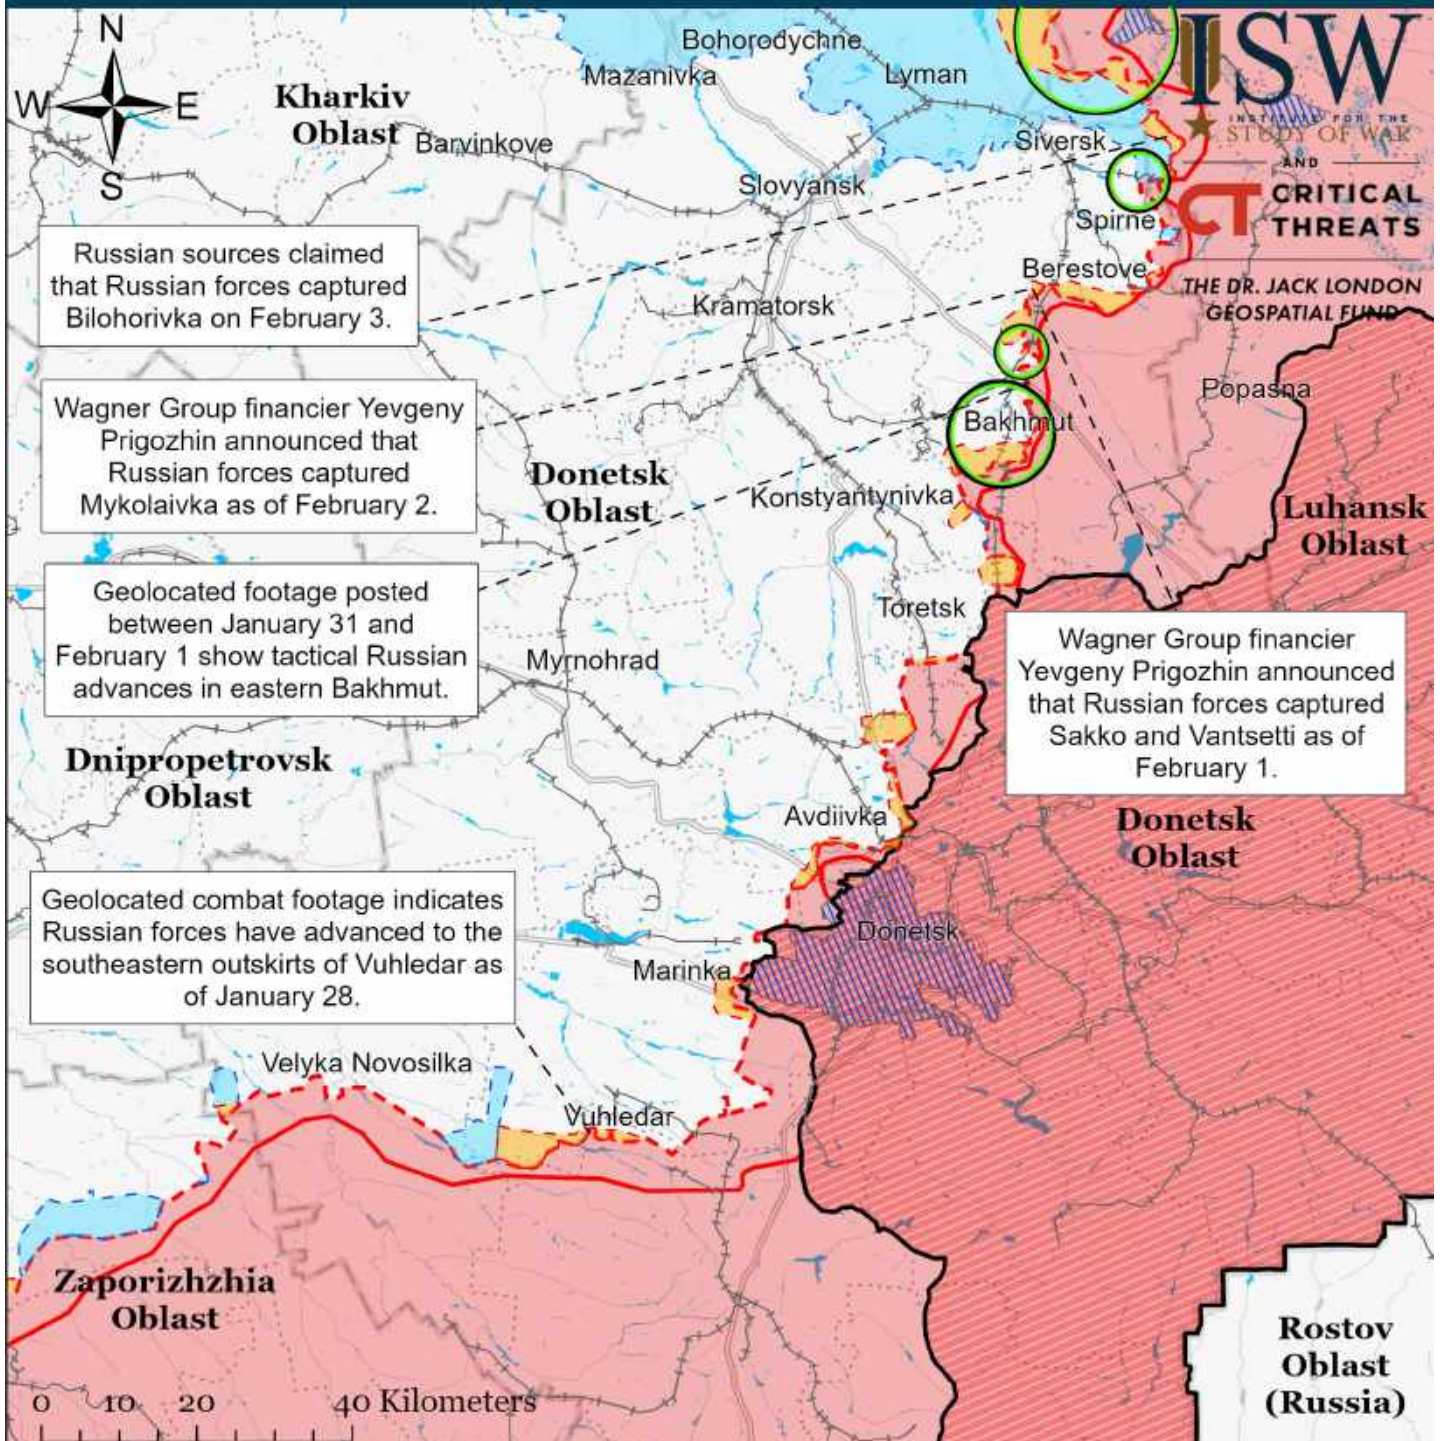 N
W
E
S
Kharkiv
Oblast
Bohorodychne
Mazanivka
Lyman
ISW
INSTITUTE FOR THE
STUDY OF WAR
AND
CT CRITICAL
THREATS
THE DR. JACK LONDON
GEOSPATIAL FUND
Barvinkove
Siversk
Slovyansk
Spirne
Russian sources claimed
that Russian forces captured
Bilohorivka on February 3.
Berestove
Kramatorsk
Popasna
Wagner Group financier Yevgeny
Prigozhin announced that
Russian forces captured
Mykolaivka as of February 2.
Bakhmut
Donetsk
Oblast
Konstyantynivka
Luhansk
Oblast
Geolocated footage posted
between January 31 and
February 1 show tactical Russian
advances in eastern Bakhmut.
Toretsk
Myrnohrad
Wagner Group financier
Yevgeny Prigozhin announced
that Russian forces captured
Sakko and Vantsetti as of
February 1.
Dnipropetrovsk
Oblast
Avdiivka
Donetsk
Oblast
Geolocated combat footage indicates
Russian forces have advanced to the
southeastern outskirts of Vuhledar as
of January 28.
Donetsk
Marinka
Velyka Novosilka
Vuhledar
Zaporizhzhia
Oblast
Rostov
Oblast
(Russia)
0 10 20 40 Kilometers